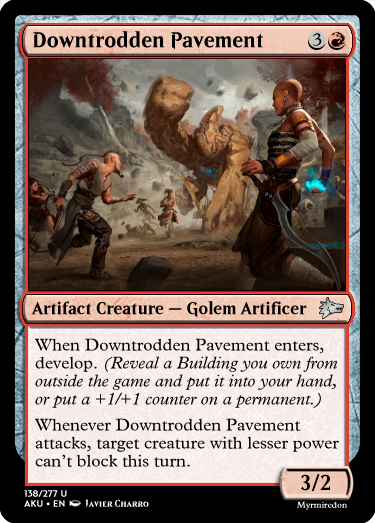 Downtrodden Pavement 3
Artifact Creature — Golem Artificer
When Downtrodden Pavement enters,
develop. (Reveal a Building you own from
outside the game and put it into your hand,
or put a +1/+1 counter on a permanent.)
Whenever Downtrodden Pavement
attacks, target creature with lesser power
can't block this turn.
3/2
138/277 U
AKU • EN Javier Charro
Myrmiredon